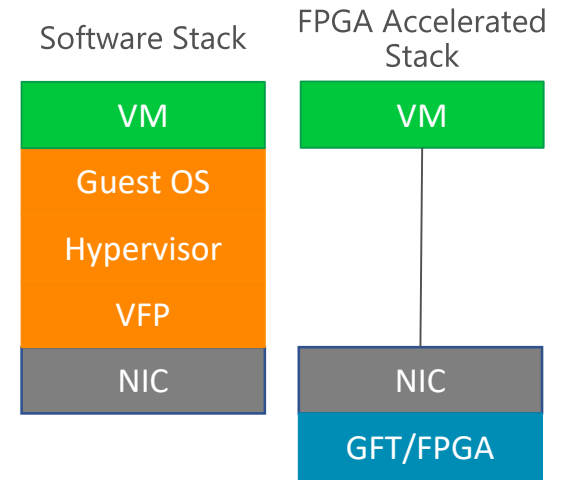 Software Stack
VM
Guest OS
Hypervisor
VFP
NIC
FPGA Accelerated
Stack
VM
NIC
GFT/FPGA